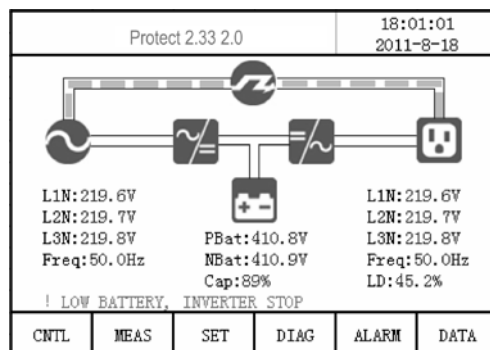 Protect 2.33 2.0
18:01:01
2011-8-18
L1N:219.6V
L2N:219.7V
L3N:219.8V
Freq:50.0Hz
PBat:410.8V
NBat:410.9V
Cap:89%
L1N:219.6V
L2N:219.7V
L3N:219.8V
Freq:50.0Hz
LD:45.2%
! LOW BATTERY, INVERTER STOP
CNTL MEAS SET DIAG ALARM DATA